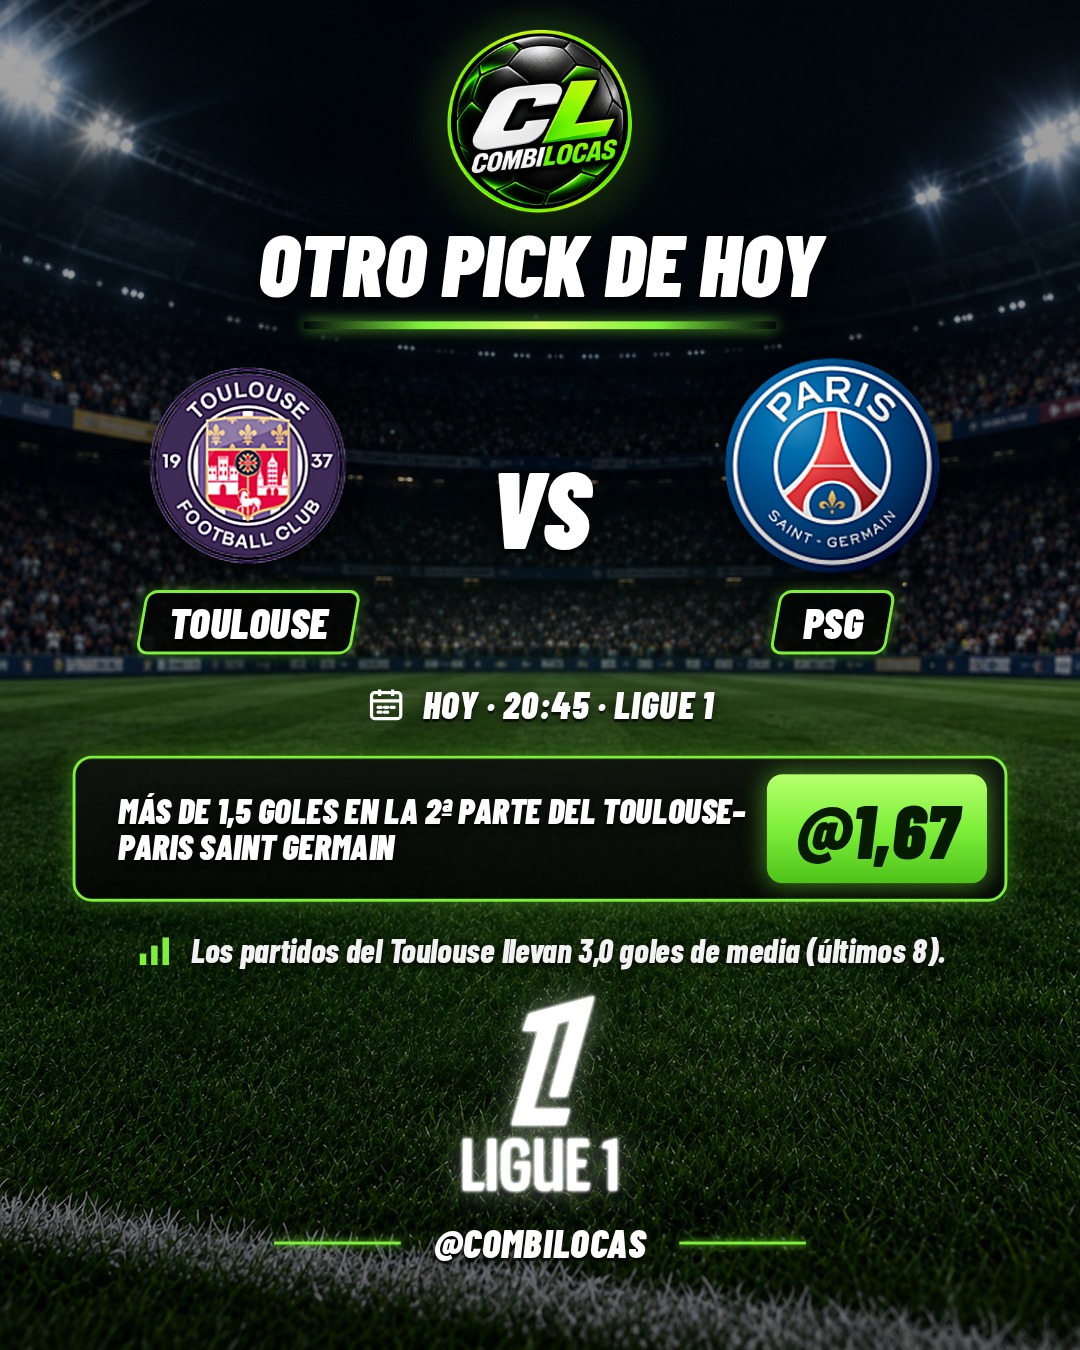 CL
COMBILOCAS
OTRO PICK DE HOY
TOULOUSE
19 37
FOOTBALL CLUB
PARIS
SAINT - GERMAIN
VS
TOULOUSE
PSG
HOY · 20:45 · LIGUE 1
MÁS DE 1,5 GOLES EN LA 2ª PARTE DEL TOULOUSE-
PARIS SAINT GERMAIN
@1,67
Los partidos del Toulouse llevan 3,0 goles de media (últimos 8).
LIGUE 1
@COMBILOCAS